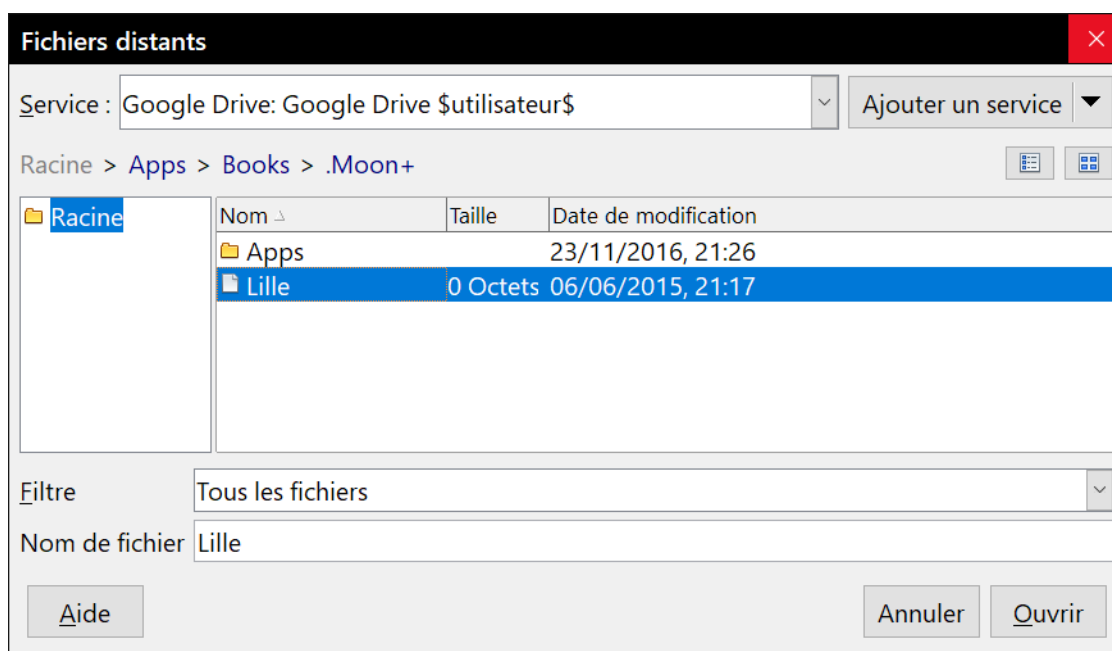 Fichiers distants
Service : Google Drive: Google Drive $utilisateur$ Ajouter un service
Racine > Apps > Books > .Moon+
Racine
Nom Taille Date de modification
Apps 23/11/2016, 21:26
Lille 0 Octets 06/06/2015, 21:17
Filtre Tous les fichiers
Nom de fichier Lille
Aide Annuler Ouvrir